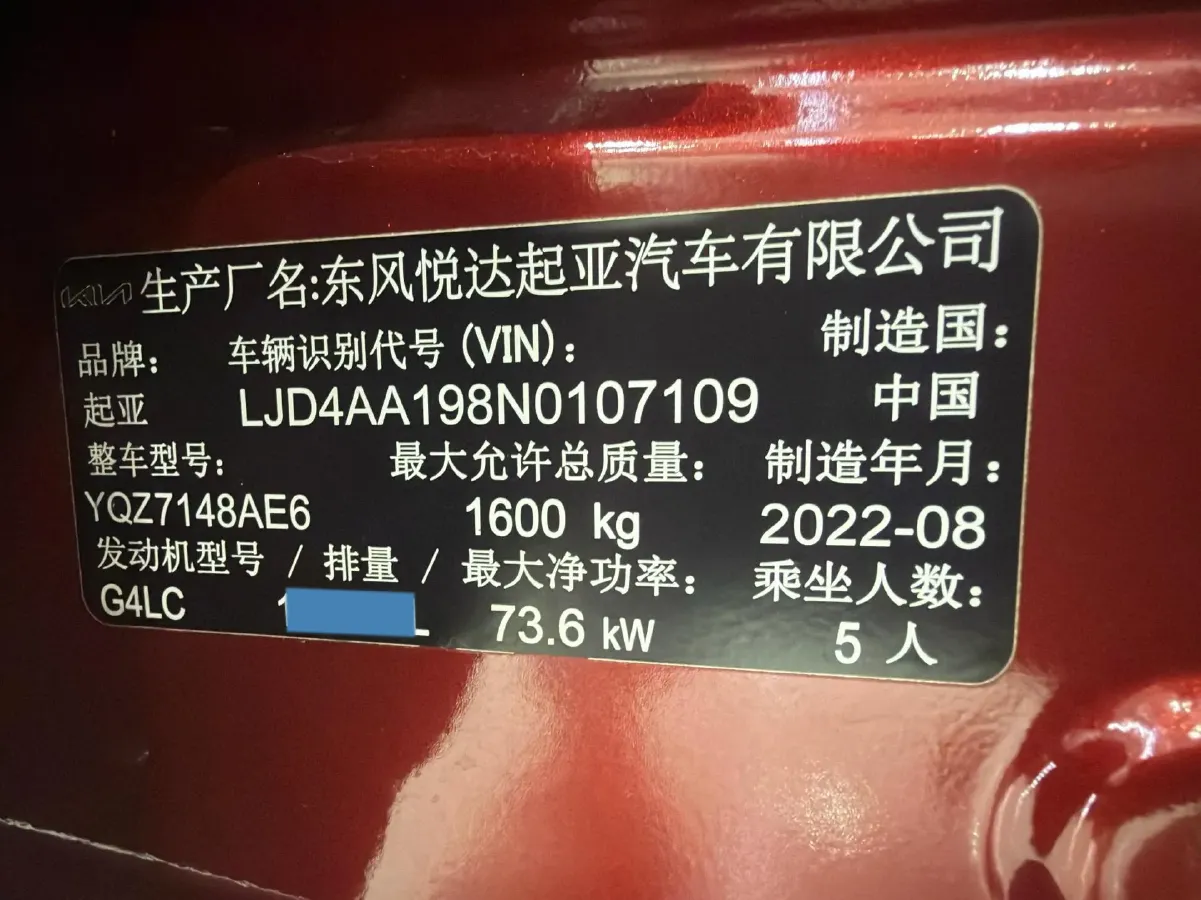 KIA 生产厂名:东风悦达起亚汽车有限公司
品牌: 车辆识别代号 (VIN): 制造国:
起亚 LJD4AA198N0107109 中国
整车型号: 最大允许总质量: 制造年月:
YQZ7148AE6 1600 kg 2022-08
发动机型号 / 排量 / 最大净功率: 乘坐人数:
G4LC 73.6 kW 5 人